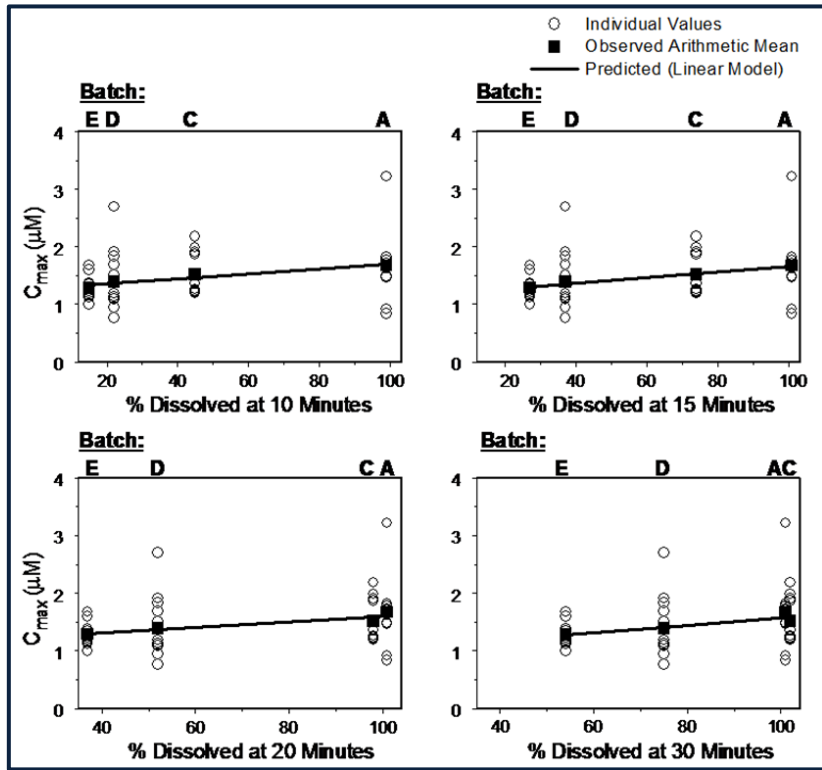 Individual Values
Observed Arithmetic Mean
Predicted (Linear Model)
Batch:
E D C A
4
3
2
1
0
Cmax (μM)
20 40 60 80 100
% Dissolved at 10 Minutes
Batch:
E D C A
4
3
2
1
0
20 40 60 80 100
% Dissolved at 15 Minutes
Batch:
E D C A
4
3
2
1
0
Cmax (μM)
40 60 80 100
% Dissolved at 20 Minutes
Batch:
E D AC
4
3
2
1
0
40 60 80 100
% Dissolved at 30 Minutes